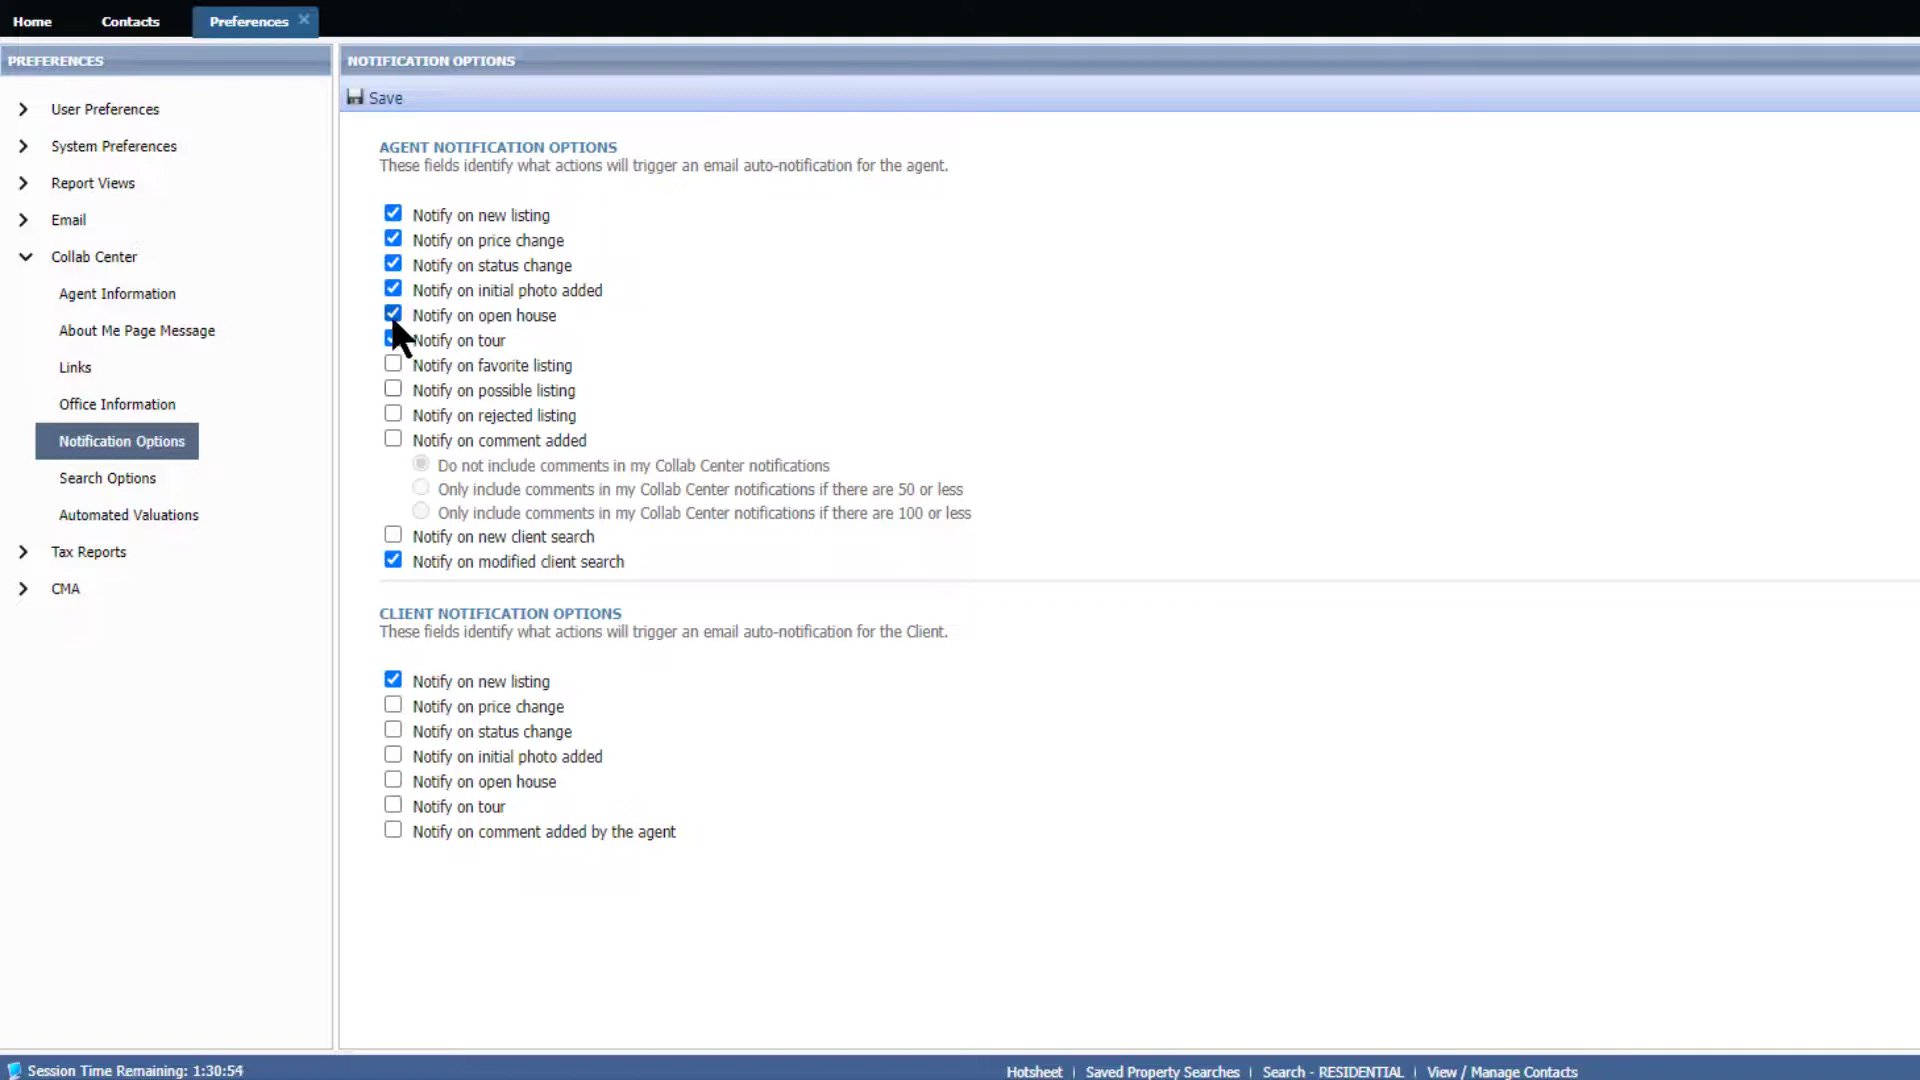 Home
Contacts
Preferences
PREFERENCES
User Preferences
System Preferences
Report Views
Email
Collab Center
Agent Information
About Me Page Message
Links
Office Information
Notification Options
Search Options
Automated Valuations
Tax Reports
CMA
NOTIFICATION OPTIONS
Save
AGENT NOTIFICATION OPTIONS
These fields identify what actions will trigger an email auto-notification for the agent.
Notify on new listing
Notify on price change
Notify on status change
Notify on initial photo added
Notify on open house
Notify on tour
Notify on favorite listing
Notify on possible listing
Notify on rejected listing
Notify on comment added
Do not include comments in my Collab Center notifications
Only include comments in my Collab Center notifications if there are 50 or less
Only include comments in my Collab Center notifications if there are 100 or less
Notify on new client search
Notify on modified client search
CLIENT NOTIFICATION OPTIONS
These fields identify what actions will trigger an email auto-notification for the Client.
Notify on new listing
Notify on price change
Notify on status change
Notify on initial photo added
Notify on open house
Notify on tour
Notify on comment added by the agent
Session Time Remaining: 1:30:54
Hotsheet | Saved Property Searches | Search - RESIDENTIAL | View / Manage Contacts